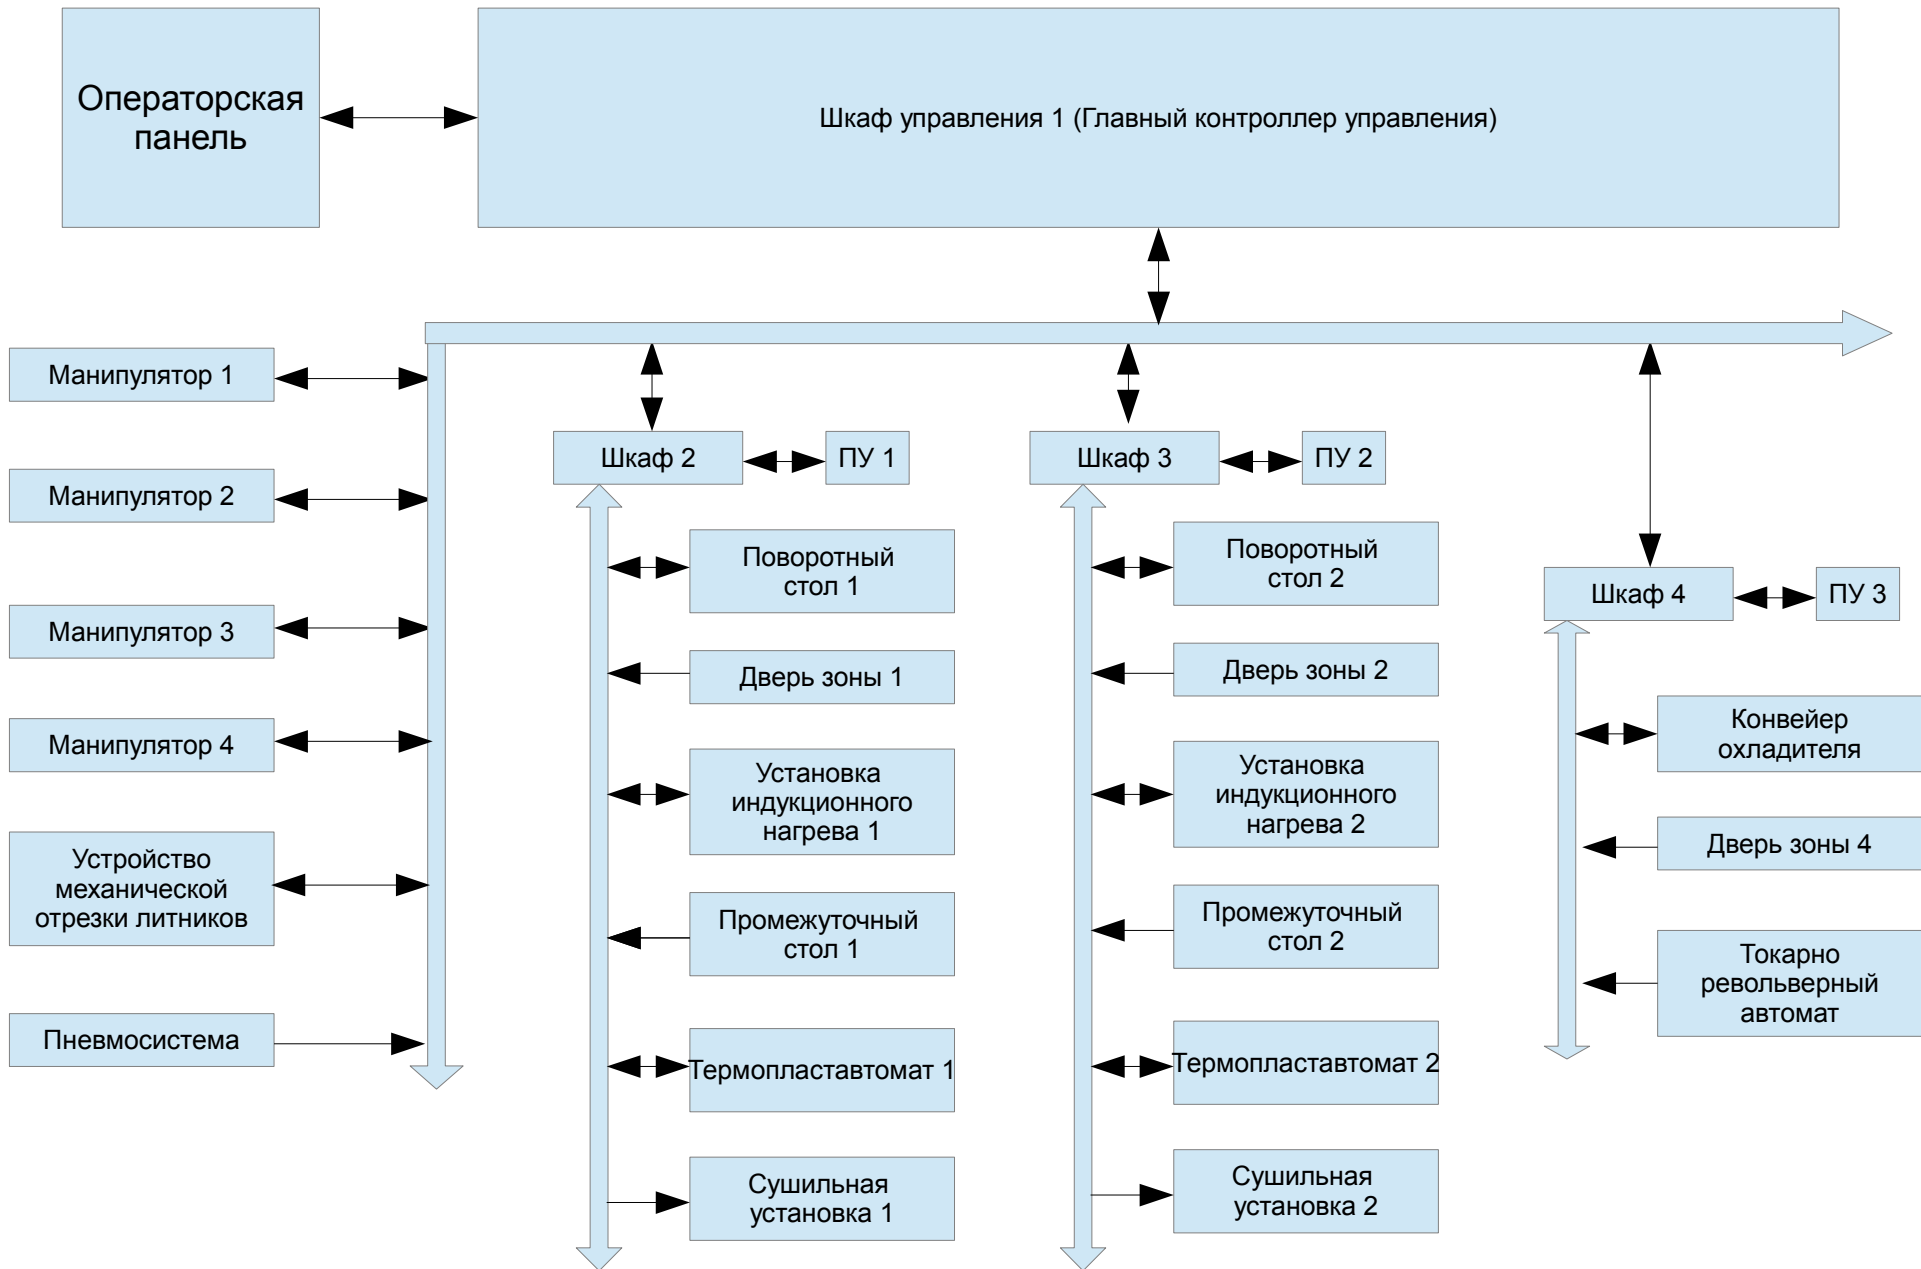 Операторская
панель
Шкаф управления 1 (Главный контроллер управления)
Манипулятор 1
Манипулятор 2
Манипулятор 3
Манипулятор 4
Устройство
механической
отрезки литников
Пневмосистема
Шкаф 2
ПУ 1
Поворотный
стол 1
Дверь зоны 1
Установка
индукционного
нагрева 1
Промежуточный
стол 1
Термопластавтомат 1
Сушильная
установка 1
Шкаф 3
ПУ 2
Поворотный
стол 2
Дверь зоны 2
Установка
индукционного
нагрева 2
Промежуточный
стол 2
Термопластавтомат 2
Сушильная
установка 2
Шкаф 4
ПУ 3
Конвейер
охладителя
Дверь зоны 4
Токарно
револьверный
автомат